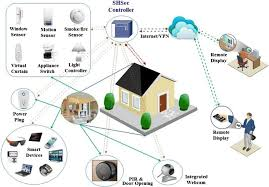 SHSec
Controller
Window
Sensor
Motion
Sensor
Smoke/fire
Sensor
Virtual
Curtain
Appliance
Switch
Light
Controller
Internet/VPN
Remote
Display
Power
Plug
Smart
Devices
PIR &
Door Opening
Integrated
Webcam
Remote
Display